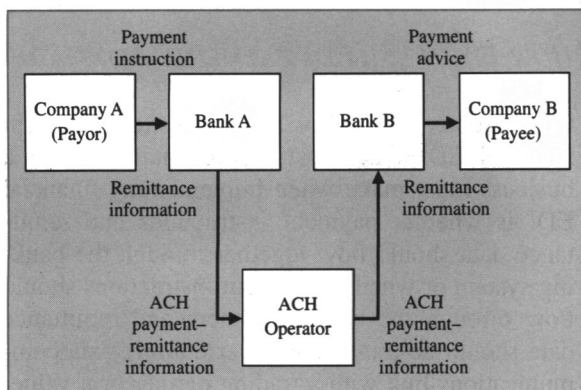 Payment
instruction
Payment
advice
Company A
(Payor)
Bank A
Bank B
Company B
(Payee)
Remittance
information
Remittance
information
ACH
payment–
remittance
information
ACH
Operator
ACH
payment–
remittance
information